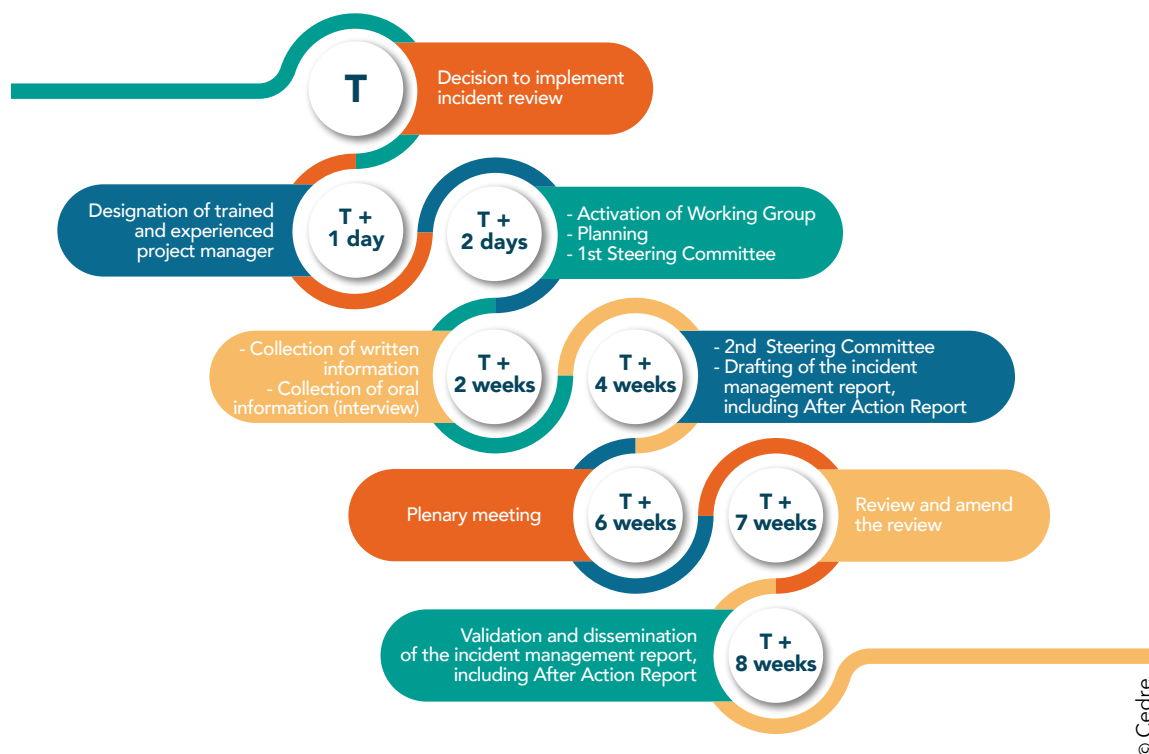 T
Decision to implement
incident review
Designation of trained
and experienced
project manager
T +
1 day
T +
2 days
- Activation of Working Group
- Planning
- 1st Steering Committee
- Collection of written
information
- Collection of oral
information (interview)
T +
2 weeks
T +
4 weeks
- 2nd Steering Committee
- Drafting of the incident
management report,
including After Action Report
Plenary meeting
T +
6 weeks
T +
7 weeks
Review and amend
the review
Validation and dissemination
of the incident management report,
including After Action Report
T +
8 weeks
© Cedre